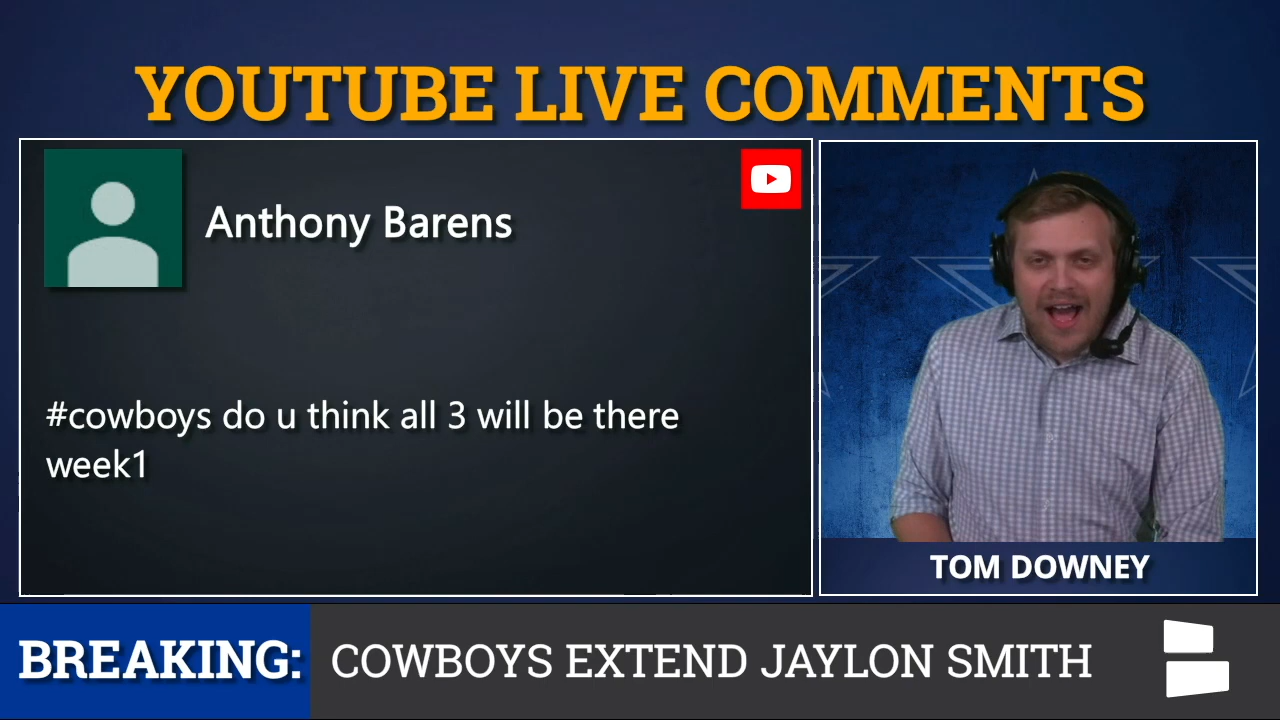 YOUTUBE LIVE COMMENTS
Anthony Barens
#cowboys do u think all 3 will be there
week1
TOM DOWNEY
BREAKING: COWBOYS EXTEND JAYLON SMITH